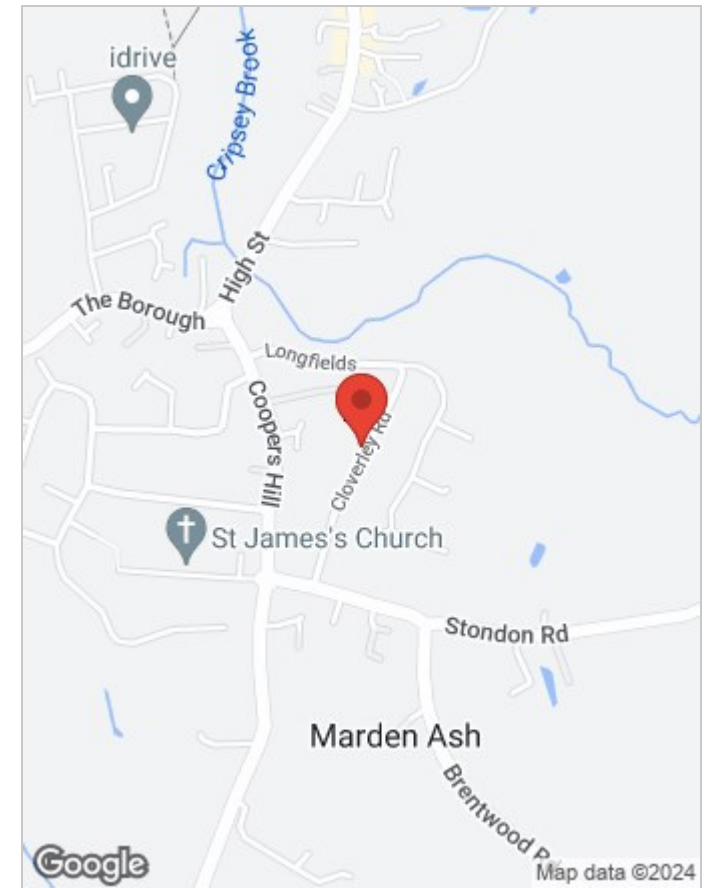 idrive
Cripsey Brook
High St
The Borough
Longfields
Coopers Hill
Cloverley Rd
St James's Church
Stondon Rd
Marden Ash
Brentwood Rd
Google
Map data ©2024